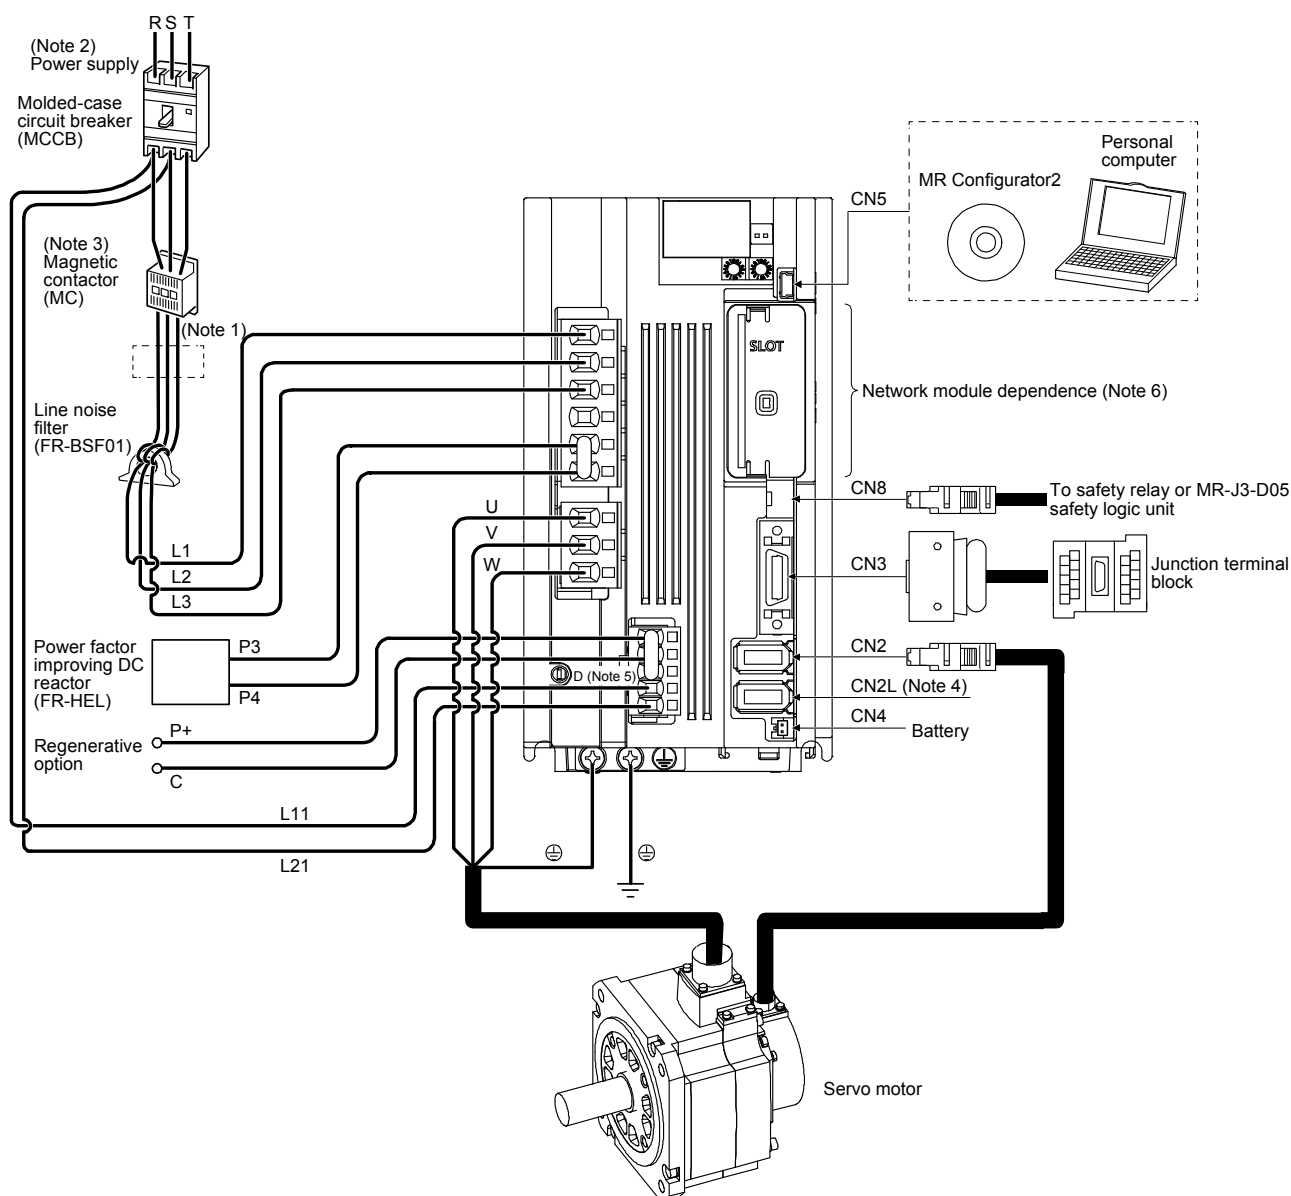 R S T
(Note 2)
Power supply
Molded-case
circuit breaker
(MCCB)
Personal
computer
MR Configurator2
CN5
(Note 3)
Magnetic
contactor
(MC)
(Note 1)
SLOT
Network module dependence (Note 6)
Line noise
filter
(FR-BSF01)
CN8
To safety relay or MR-J3-D05
safety logic unit
U
V
W
L1
L2
L3
CN3
Junction terminal
block
Power factor
improving DC
reactor
(FR-HEL)
P3
P4
D (Note 5)
CN2
CN2L (Note 4)
CN4
Battery
Regenerative
option
P+
C
L11
L21
Servo motor